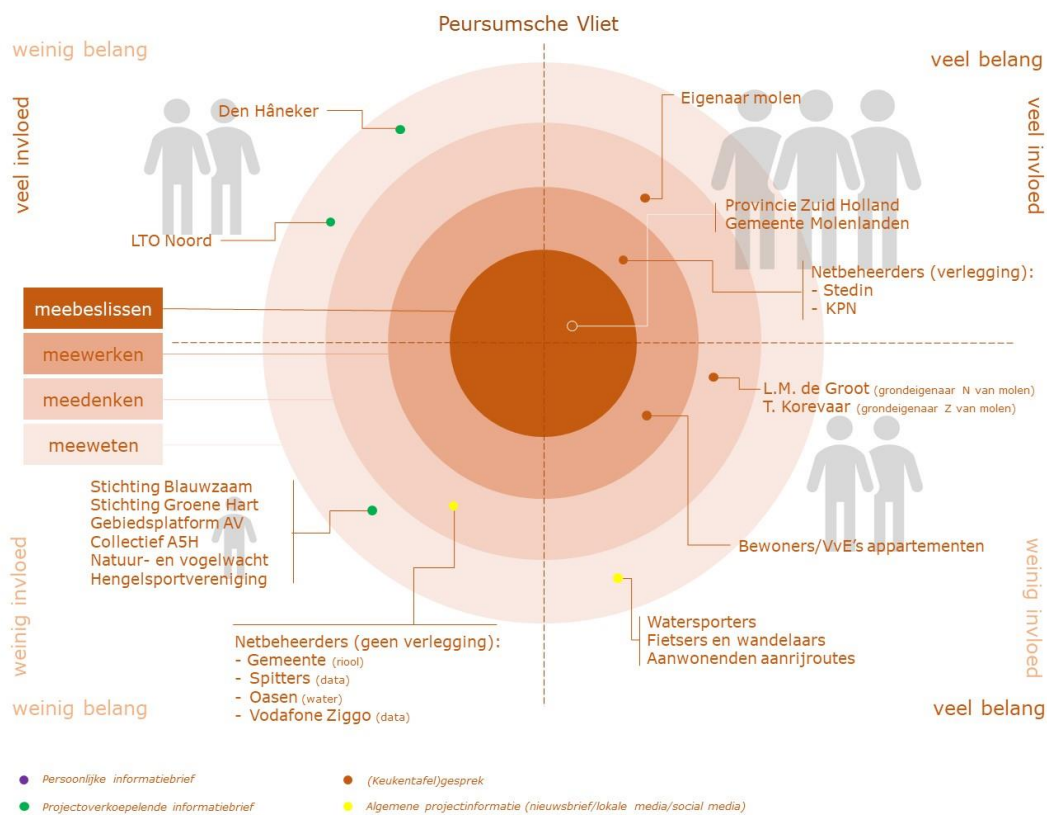 Peursumsche Vliet
weinig belang
veel belang
veel invloed
veel invloed
Den Hâneker
Eigenaar molen
Provincie Zuid Holland
Gemeente Molenlanden
LTO Noord
Netbeheerders (verlegging):
- Stedin
- KPN
meebeslissen
meewerken
meedenken
meeweten
L.M. de Groot (grondeigenaar N van molen)
T. Korevaar (grondeigenaar Z van molen)
Stichting Blauwzaam
Stichting Groene Hart
Gebiedsplatform AV
Collectief A5H
Natuur- en vogelwacht
Hengelsportvereniging
Bewoners/VvE's appartementen
weinig invloed
weinig invloed
Watersporters
Fietsers en wandelaars
Aanwonenden aanrijroutes
Netbeheerders (geen verlegging):
- Gemeente (riool)
- Spitters (data)
- Oasen (water)
- Vodafone Ziggo (data)
weinig belang
veel belang
Persoonlijke informatiebrief
(Keukentafel)gesprek
Projectoverkoepelende informatiebrief
Algemene projectinformatie (nieuwsbrief/lokale media/social media)